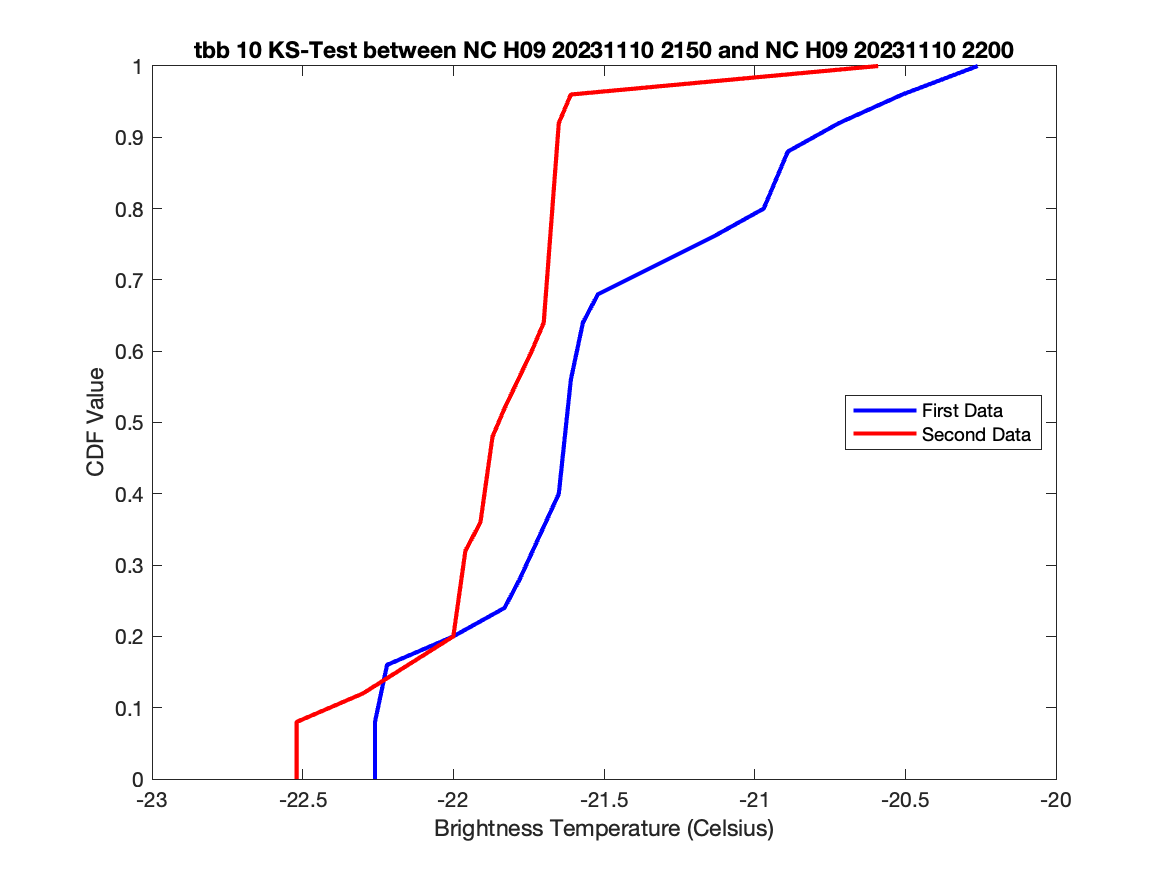 tbb 10 KS-Test between NC H09 20231110 2150 and NC H09 20231110 2200
1
0.9
0.8
0.7
0.6
0.5
0.4
0.3
0.2
0.1
0
CDF Value
First Data
Second Data
-23 -22.5 -22 -21.5 -21 -20.5 -20
Brightness Temperature (Celsius)